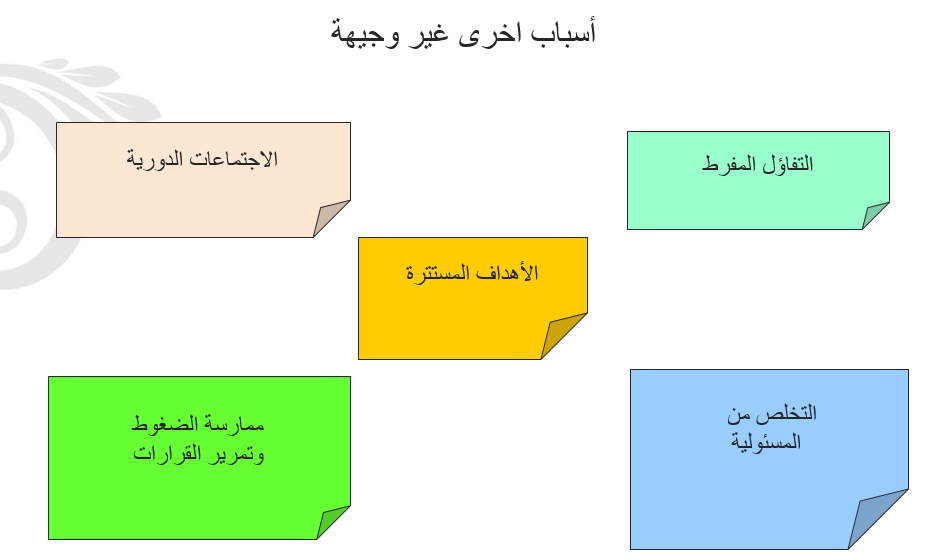 أسباب اخرى غير وجيهة
التفاؤل المفرط
الاجتماعات الدورية
الأهداف المستترة
التخلص من
المسئولية
ممارسة الضغوط
وتمرير القرارات